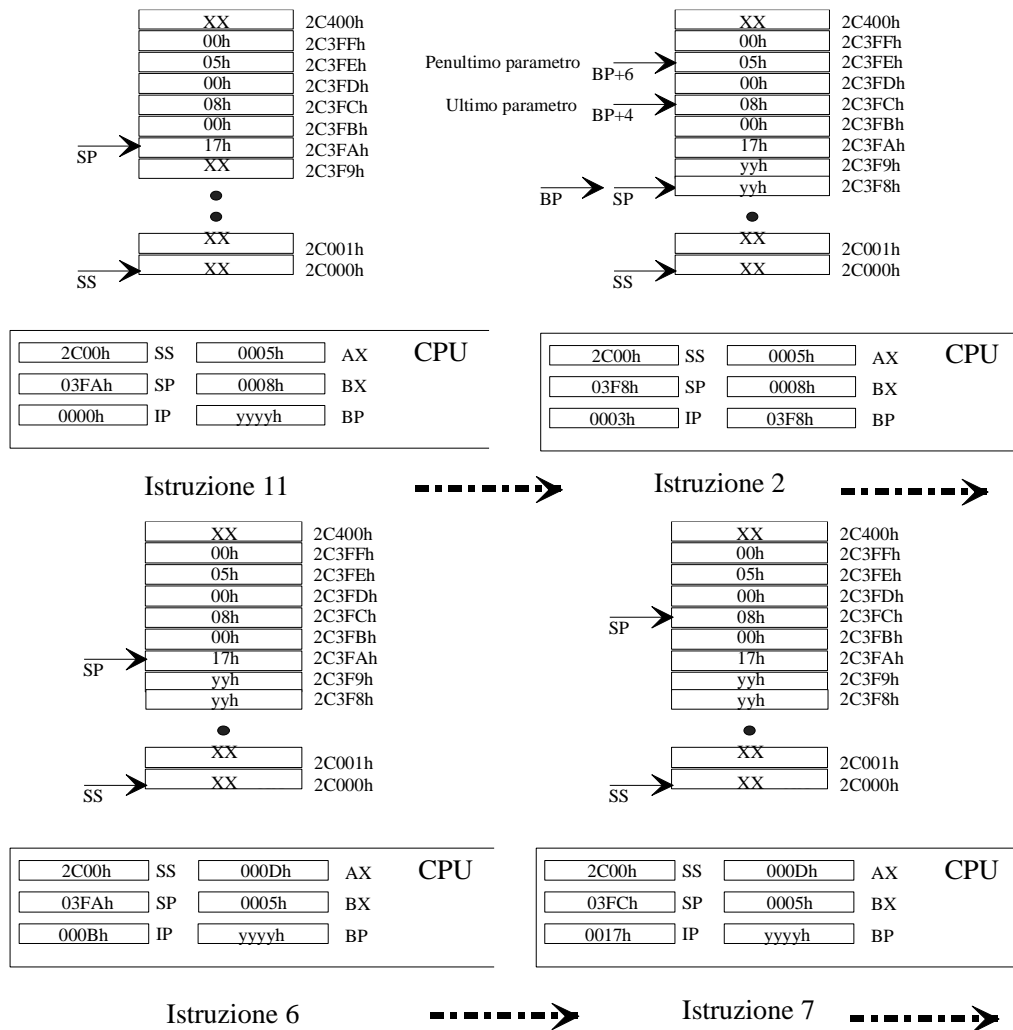 XX 2C400h
00h 2C3FFh
05h 2C3FEh
00h 2C3FDh
08h 2C3FCh
00h 2C3FBh
SP 17h 2C3FAh
XX 2C3F9h
XX 2C001h
SS XX 2C000h
2C00h SS 0005h AX CPU
03FAh SP 0008h BX
0000h IP yyyyh BP
Istruzione 11
XX 2C400h
00h 2C3FFh
Penultimo parametro BP+6 05h 2C3FEh
00h 2C3FDh
Ultimo parametro BP+4 08h 2C3FCh
00h 2C3FBh
17h 2C3FAh
yyh 2C3F9h
BP SP yyh 2C3F8h
XX 2C001h
SS XX 2C000h
2C00h SS 0005h AX CPU
03F8h SP 0008h BX
0003h IP 03F8h BP
Istruzione 2
XX 2C400h
00h 2C3FFh
05h 2C3FEh
00h 2C3FDh
08h 2C3FCh
00h 2C3FBh
SP 17h 2C3FAh
yyh 2C3F9h
yyh 2C3F8h
XX 2C001h
SS XX 2C000h
2C00h SS 000Dh AX CPU
03FAh SP 0005h BX
000Bh IP yyyyh BP
Istruzione 6
XX 2C400h
00h 2C3FFh
05h 2C3FEh
00h 2C3FDh
SP 08h 2C3FCh
00h 2C3FBh
17h 2C3FAh
yyh 2C3F9h
yyh 2C3F8h
XX 2C001h
SS XX 2C000h
2C00h SS 000Dh AX CPU
03FCh SP 0005h BX
0017h IP yyyyh BP
Istruzione 7